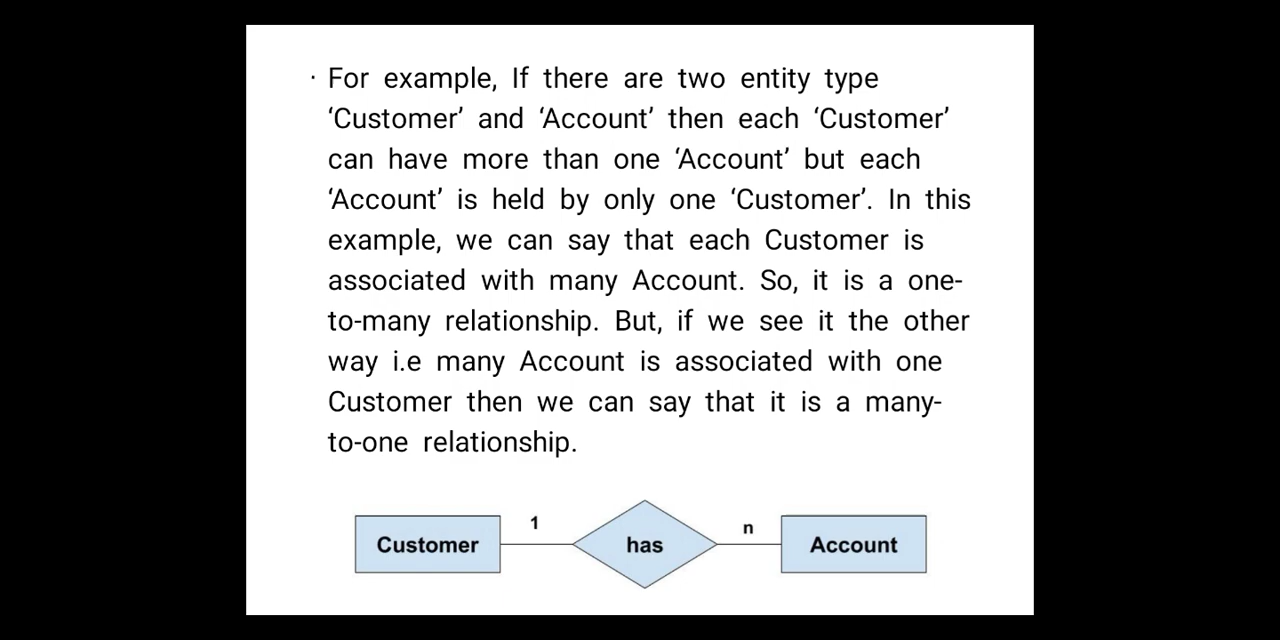 · For example, If there are two entity type
‘Customer’ and ‘Account’ then each ‘Customer’
can have more than one ‘Account’ but each
‘Account’ is held by only one ‘Customer’. In this
example, we can say that each Customer is
associated with many Account. So, it is a one-
to-many relationship. But, if we see it the other
way i.e many Account is associated with one
Customer then we can say that it is a many-
to-one relationship.
Customer 1 has n Account